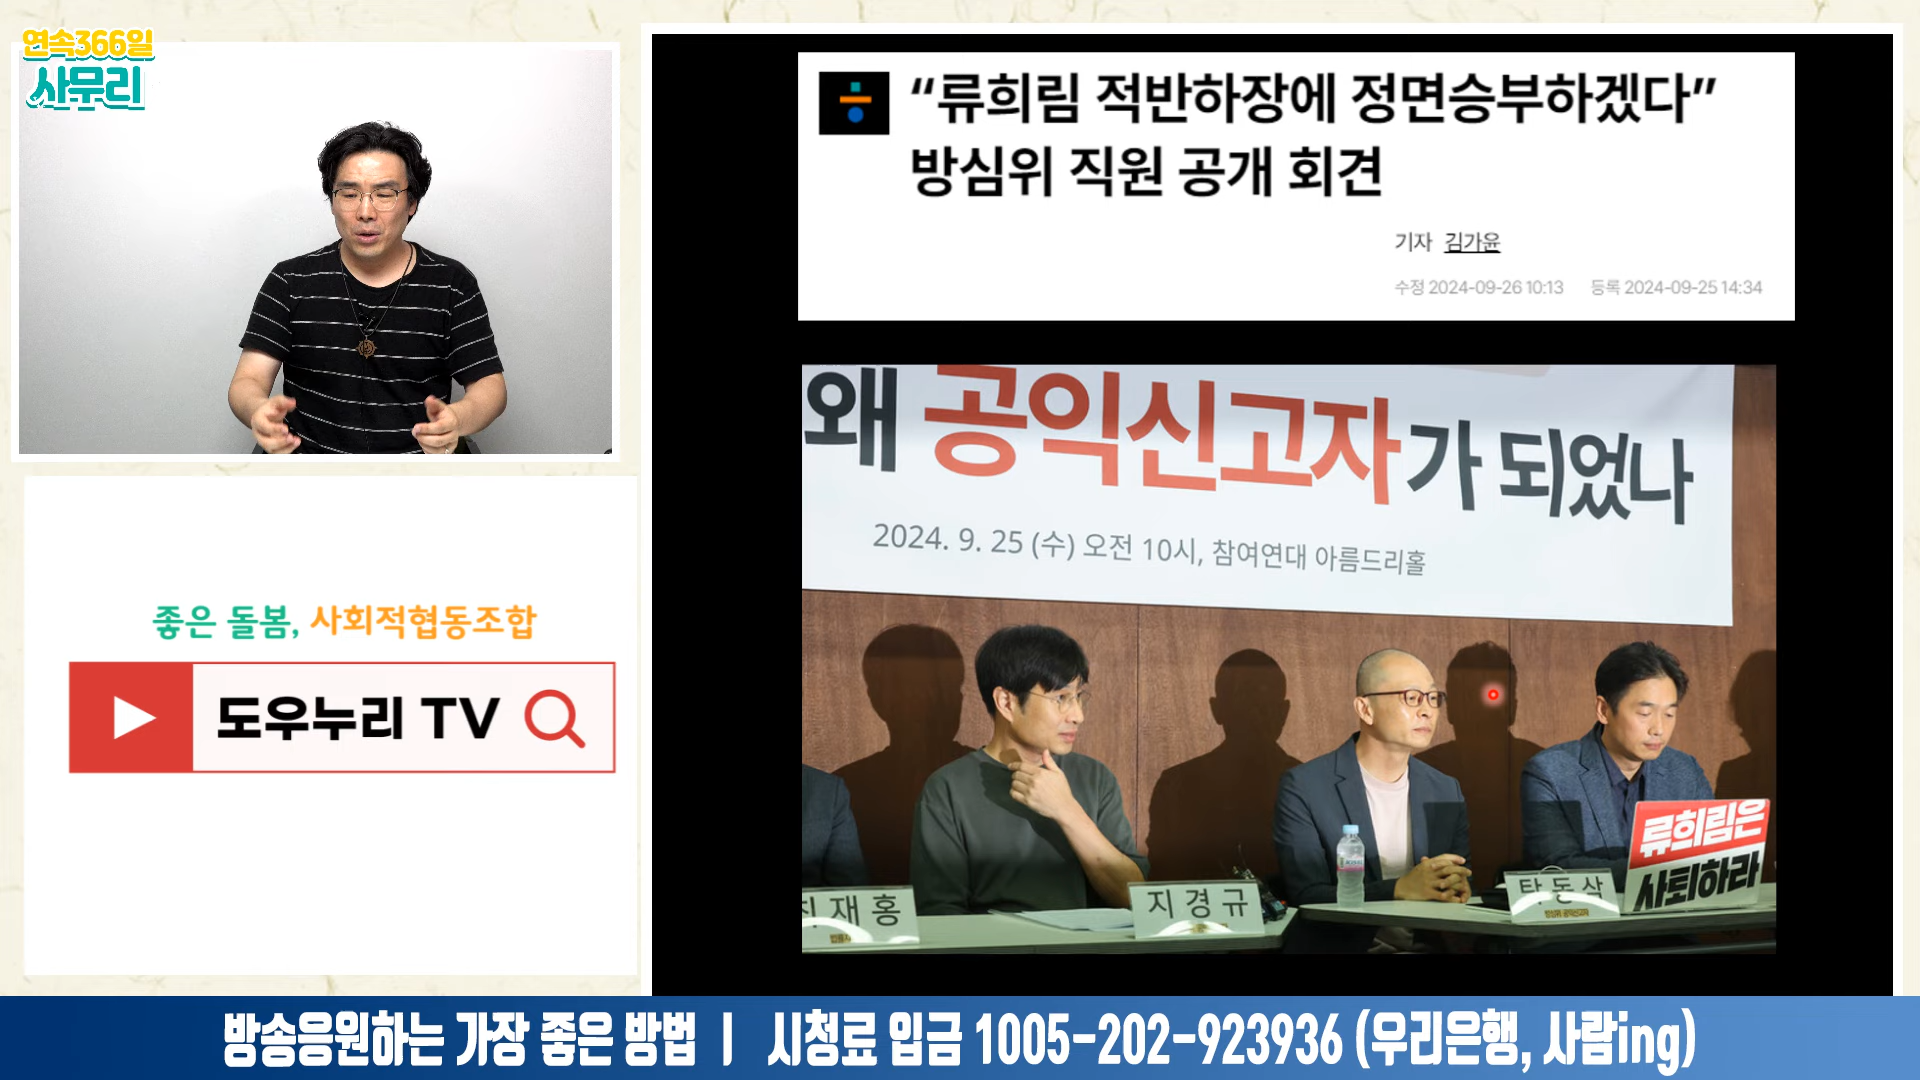 연속366일
사무리
“류희림 적반하장에 정면승부하겠다”
방심위 직원 공개 회견
기자 김가윤
수정 2024-09-26 10:13 등록 2024-09-25 14:34
왜 공익신고자가 되었나
2024. 9. 25 (수) 오전 10시, 참여연대 아름드리홀
재홍
지경규
탁동삼
류희림은
사퇴하라
좋은 돌봄, 사회적협동조합
도우누리 TV
방송응원하는 가장 좋은 방법 | 시청료 입금 1005-202-923936 (우리은행, 사람ing)